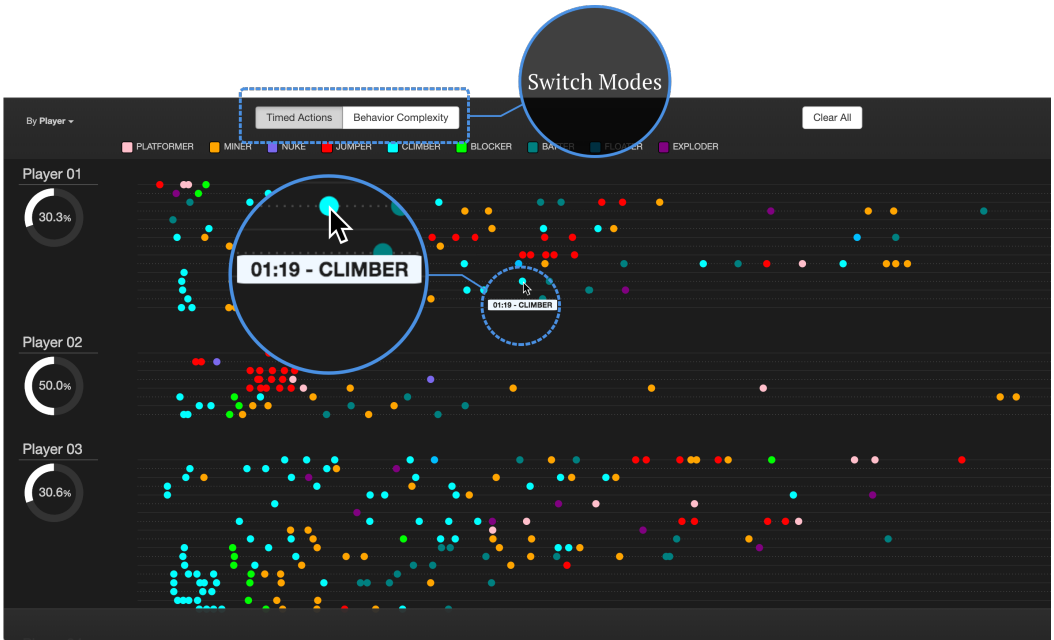 Switch Modes
By Player
Timed Actions
Behavior Complexity
Clear All
PLATFORMER
MINER
NUKE
JUMPER
CLIMBER
BLOCKER
FLOATER
EXPLODER
Player 01
30.3%
01:19 - CLIMBER
01:19 - CLIMBER
Player 02
50.0%
Player 03
30.6%